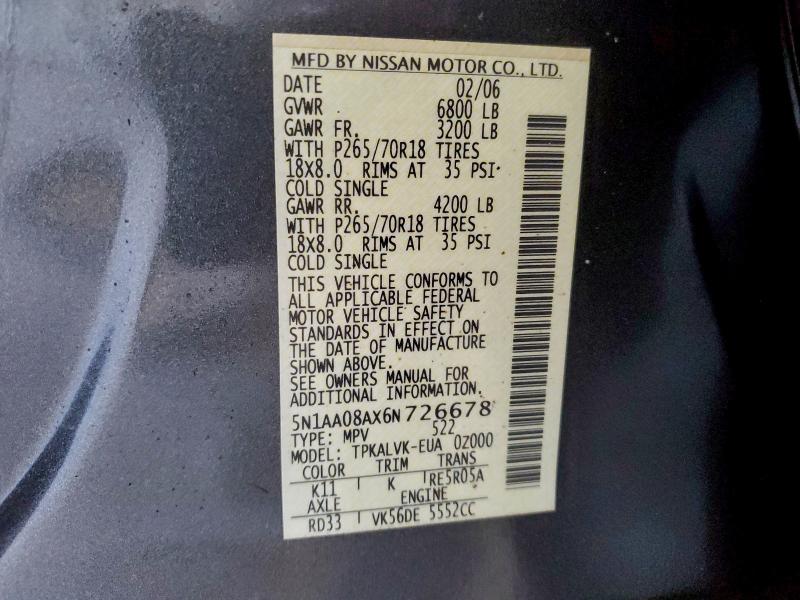 MFD BY NISSAN MOTOR CO., LTD.
DATE 02/06
GVWR 6800 LB
GAWR FR. 3200 LB
WITH P265/70R18 TIRES
18X8.0 RIMS AT 35 PSI
COLD SINGLE
GAWR RR. 4200 LB
WITH P265/70R18 TIRES
18X8.0 RIMS AT 35 PSI
COLD SINGLE
THIS VEHICLE CONFORMS TO
ALL APPLICABLE FEDERAL
MOTOR VEHICLE SAFETY
STANDARDS IN EFFECT ON
THE DATE OF MANUFACTURE
SHOWN ABOVE.
SEE OWNERS MANUAL FOR
ADDITIONAL INFORMATION.
5N1AA08AX6N726678
TYPE: MPV 522
MODEL: TPKALVK-EUA 0Z000
COLOR TRIM TRANS
K11 K RE5R05A
AXLE ENGINE
RD33 VK56DE 5552CC